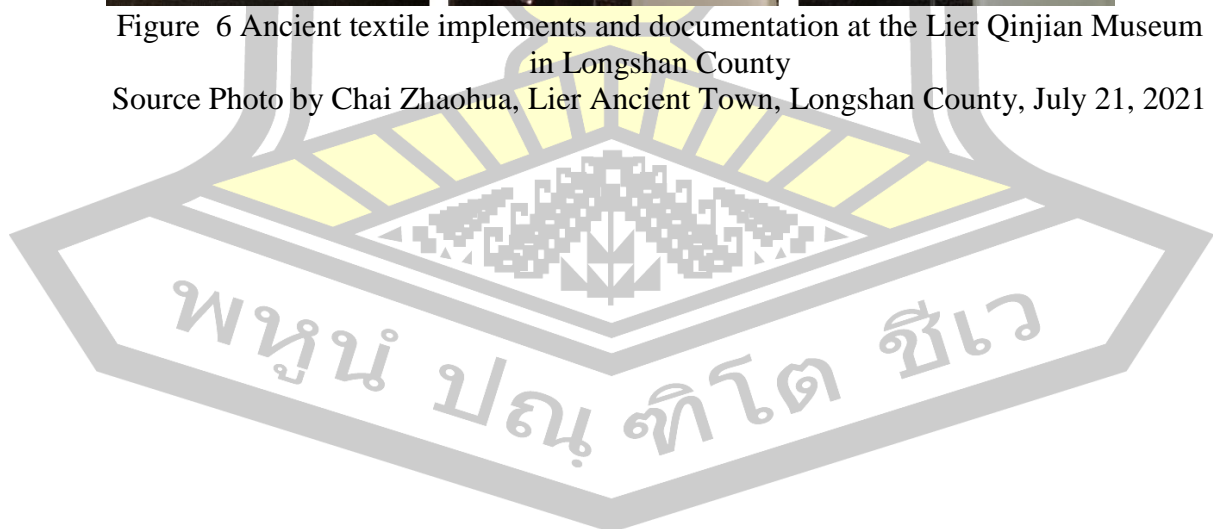 Figure  6 Ancient textile implements and documentation at the Lier Qinjian Museum
in Longshan County
Source Photo by Chai Zhaohua, Lier Ancient Town, Longshan County, July 21, 2021
พหูนํ ปณฺฑิโต ชีเว